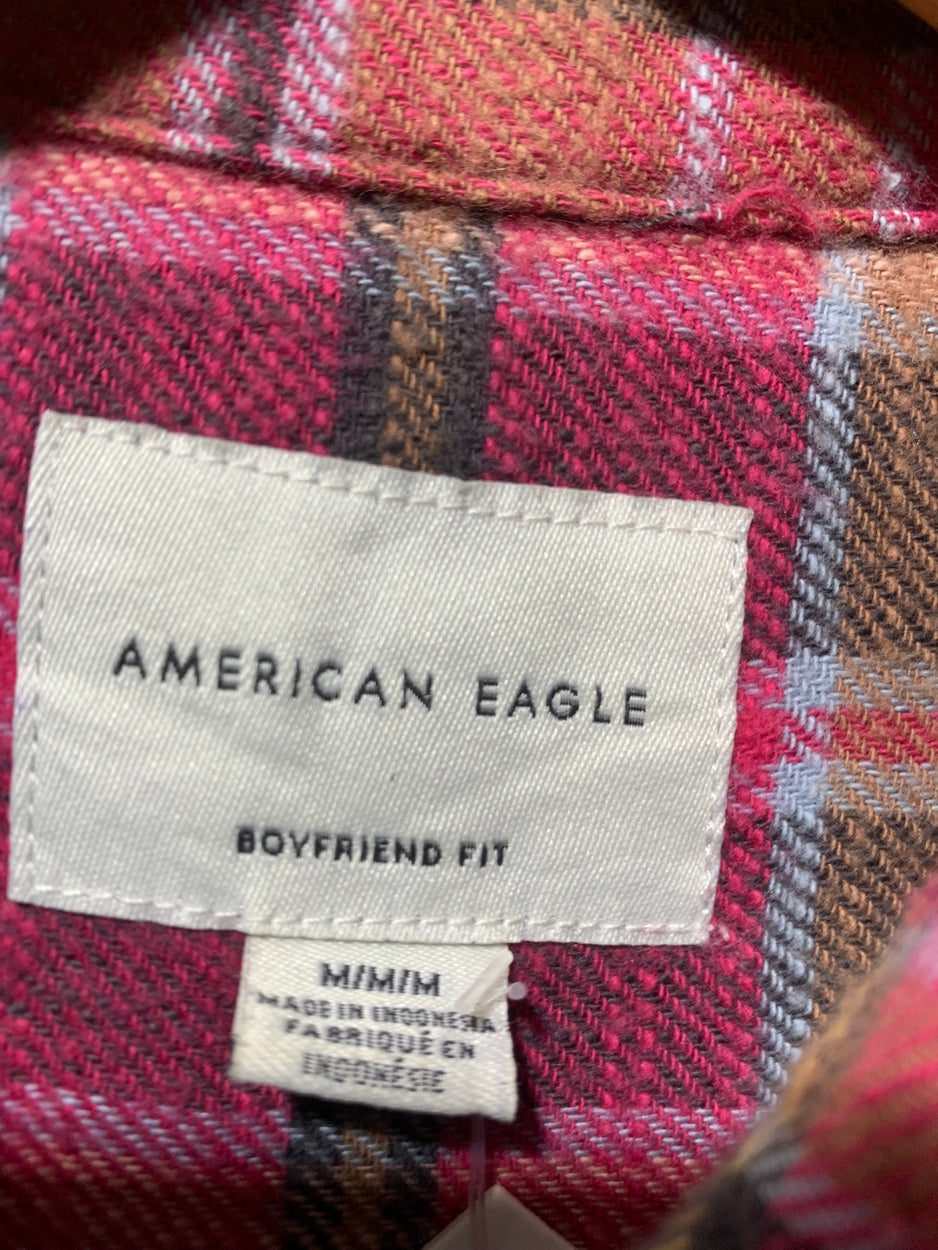 AMERICAN EAGLE
BOYFRIEND FIT
M/M/M
MADE IN INDONESIA
FABRIQUÉ EN
INDONÉSIE